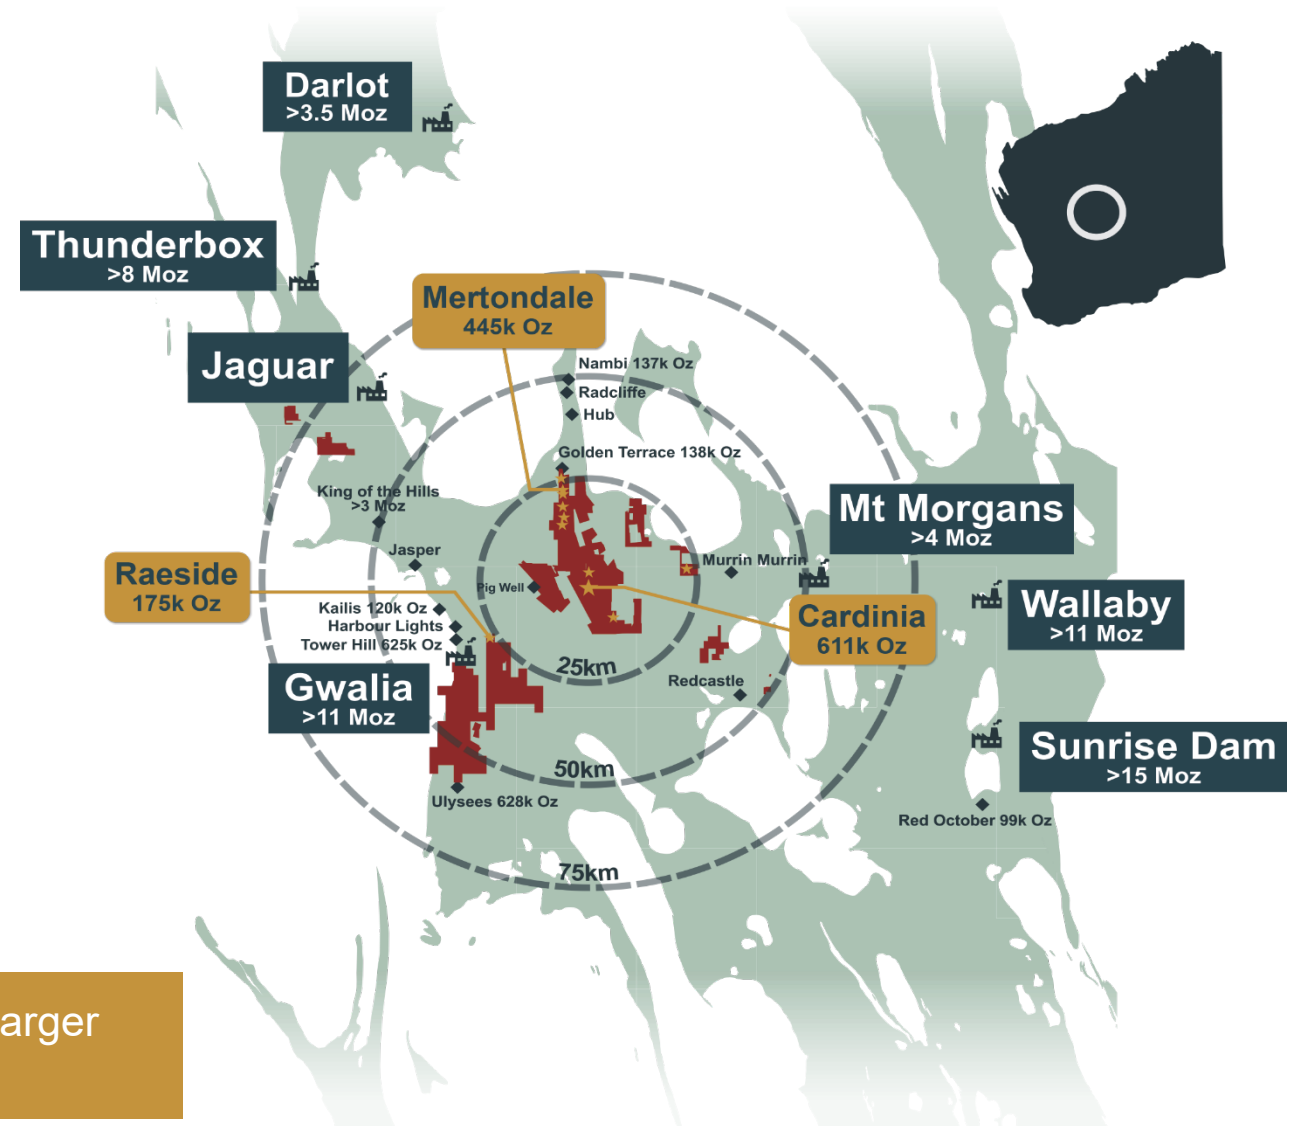 Darlot
>3.5 Moz
Thunderbox
>8 Moz
Mertondale
445k Oz
Jaguar
Nambi 137k Oz
Radcliffe
Hub
Golden Terrace 138k Oz
King of the Hills
>3 Moz
Mt Morgans
>4 Moz
Jasper
Murrin Murrin
Raeside
175k Oz
Pig Well
Wallaby
>11 Moz
Kailis 120k Oz
Harbour Lights
Tower Hill 625k Oz
Cardinia
611k Oz
25km
Redcastle
Gwalia
>11 Moz
Sunrise Dam
>15 Moz
50km
Ulysees 628k Oz
Red October 99k Oz
75km
arger